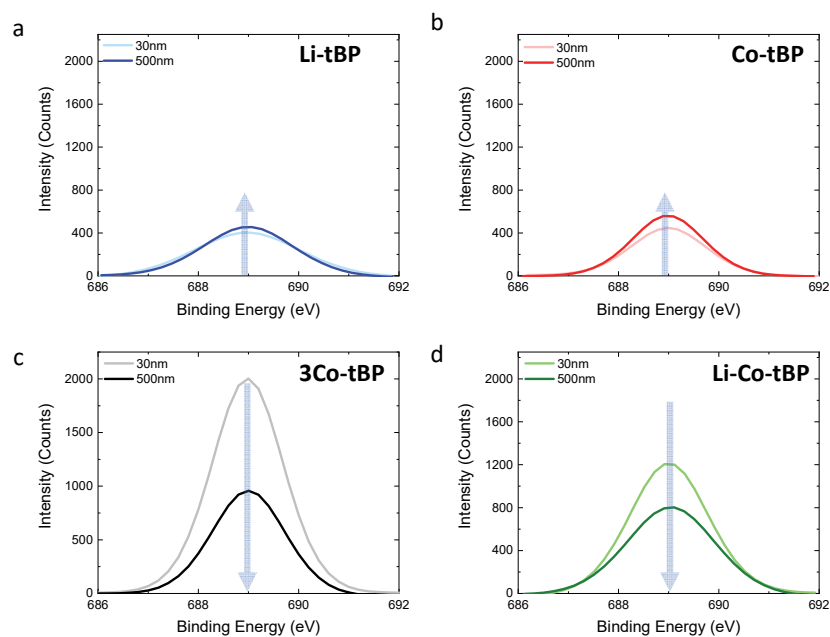 a
30nm
500nm
Li-tBP
2000
1600
1200
800
400
0
Intensity (Counts)
686
688
690
692
Binding Energy (eV)
b
30nm
500nm
Co-tBP
2000
1600
1200
800
400
0
Intensity (Counts)
686
688
690
692
Binding Energy (eV)
c
30nm
500nm
3Co-tBP
2000
1500
1000
500
0
Intensity (Counts)
686
688
690
692
Binding Energy (eV)
d
30nm
500nm
Li-Co-tBP
2000
1600
1200
800
400
0
Intensity (Counts)
686
688
690
692
Binding Energy (eV)